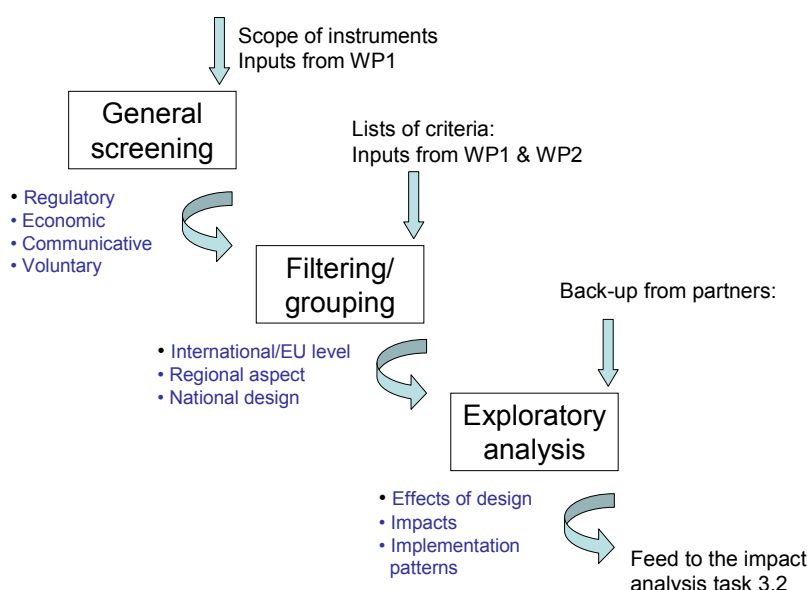 Scope of instruments
Inputs from WP1
General
screening
Lists of criteria:
Inputs from WP1 & WP2
• Regulatory
• Economic
• Communicative
• Voluntary
Filtering/
grouping
Back-up from partners:
• International/EU level
• Regional aspect
• National design
Exploratory
analysis
• Effects of design
• Impacts
• Implementation
patterns
Feed to the impact
analysis task 3.2